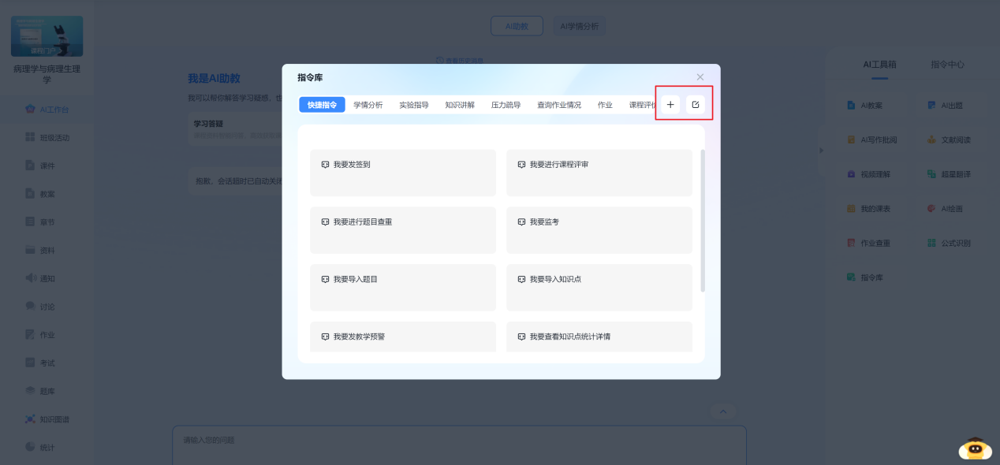 课程门户
病理学与病理生理
学
AI工作台
班级活动
课件
教案
章节
资料
通知
讨论
作业
考试
题库
知识图谱
统计
AI助教
AI学情分析
查看历史消息
我是AI助教
我可以帮你解答学习疑惑，也
学习答疑
抱歉，会话超时已自动关闭
指令库
快捷指令
学情分析
实验指导
知识讲解
压力疏导
查询作业情况
作业
课程评价
我要发签到
我要进行课程评审
我要进行题目查重
我要监考
我要导入题目
我要导入知识点
我要发教学预警
我要查看知识点统计详情
请输入您的问题
AI工具箱
指令中心
AI教案
AI出题
AI写作批阅
文献阅读
视频理解
超星翻译
我的课表
AI绘画
作业查重
公式识别
指令库